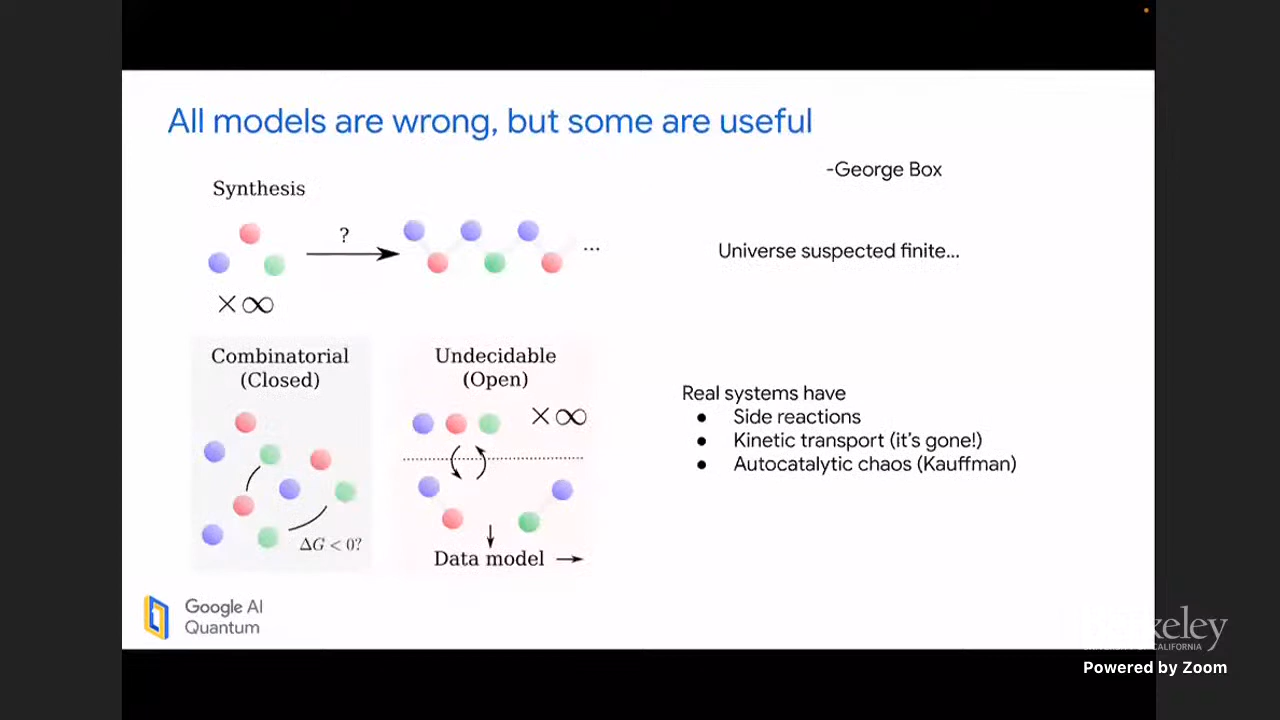 All models are wrong, but some are useful
-George Box
Synthesis
?
...
×∞
Universe suspected finite...
Combinatorial
(Closed)
ΔG < 0?
Undecidable
(Open)
×∞
Data model
Real systems have
● Side reactions
● Kinetic transport (it's gone!)
● Autocatalytic chaos (Kauffman)
Google AI
Quantum
Berkeley
UNIVERSITY OF CALIFORNIA
Powered by Zoom